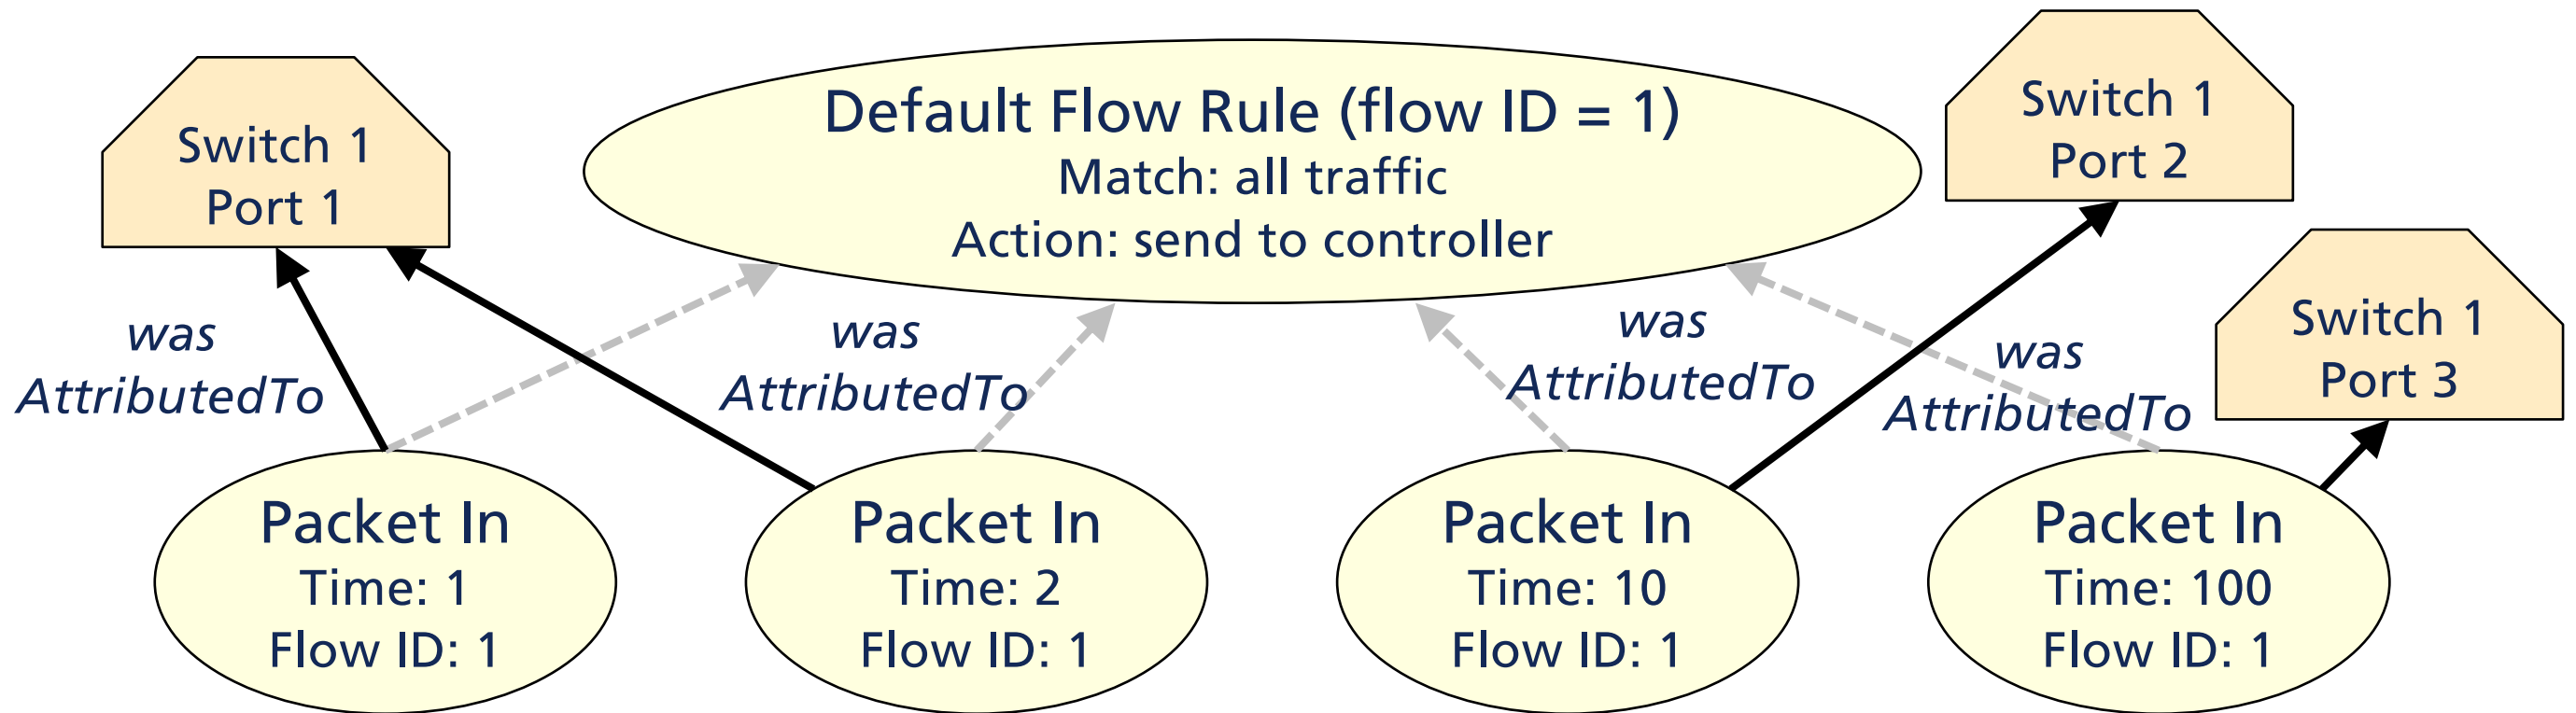 Switch 1
Port 1
Default Flow Rule (flow ID = 1)
Match: all traffic
Action: send to controller
Switch 1
Port 2
Switch 1
Port 3
was
AttributedTo
was
AttributedTo
was
AttributedTo
was
AttributedTo
Packet In
Time: 1
Flow ID: 1
Packet In
Time: 2
Flow ID: 1
Packet In
Time: 10
Flow ID: 1
Packet In
Time: 100
Flow ID: 1